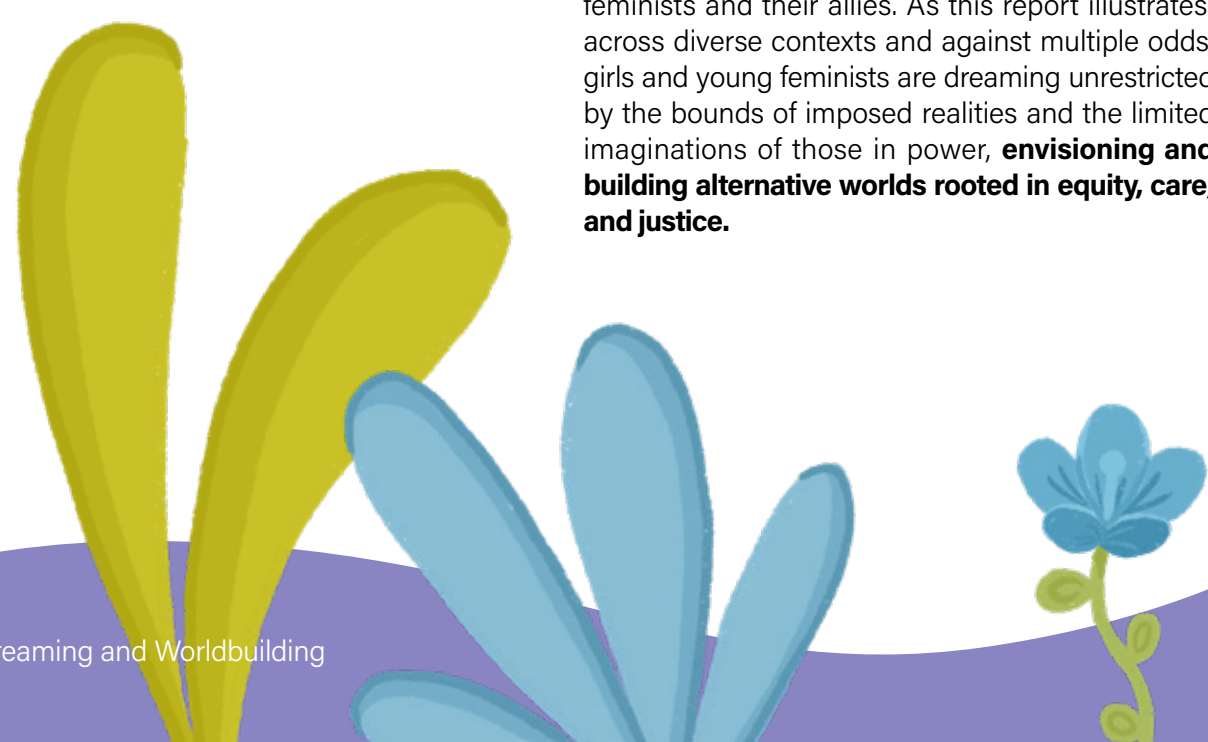 feminists and their allies. As this report illustrates
across diverse contexts and against multiple odds
girls and young feminists are dreaming unrestricted
by the bounds of imposed realities and the limited
imaginations of those in power, envisioning and
building alternative worlds rooted in equity, care,
and justice.
reaming and Worldbuilding